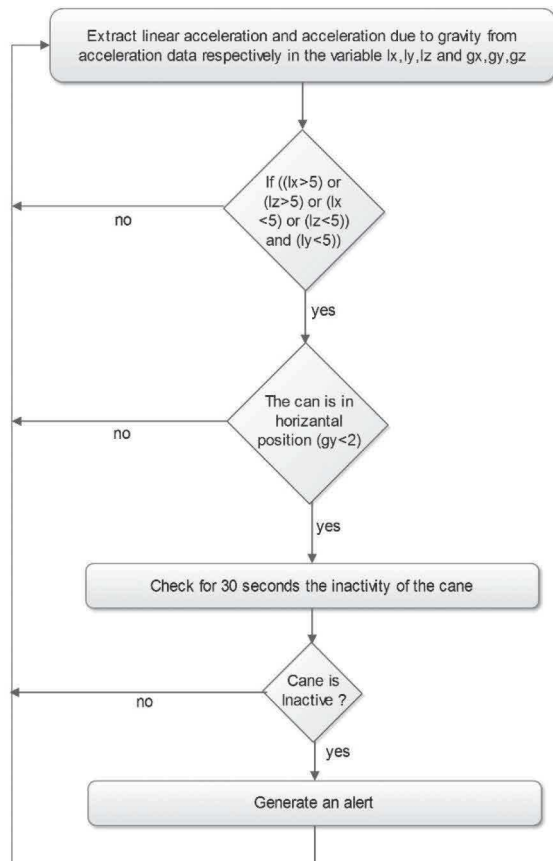 Extract linear acceleration and acceleration due to gravity from
acceleration data respectively in the variable lx,ly,lz and gx,gy,gz
If ((lx>5) or
(lz>5) or (lx
<5) or (lz<5))
and (ly<5))
no
yes
The can is in
horizantal
position (gy<2)
no
yes
Check for 30 seconds the inactivity of the cane
Cane is
Inactive ?
no
yes
Generate an alert